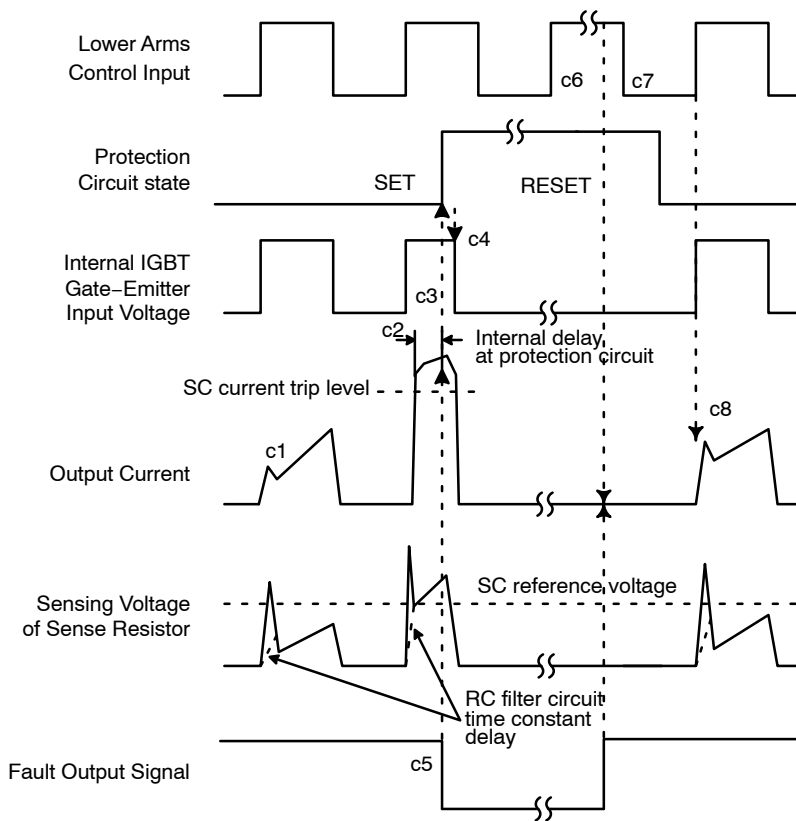 Lower Arms
Control Input
c6
c7
Protection
Circuit state
SET
RESET
c4
Internal IGBT
Gate−Emitter
Input Voltage
c3
c2
Internal delay
at protection circuit
SC current trip level
c8
c1
Output Current
SC reference voltage
Sensing Voltage
of Sense Resistor
RC filter circuit
time constant
delay
c5
Fault Output Signal